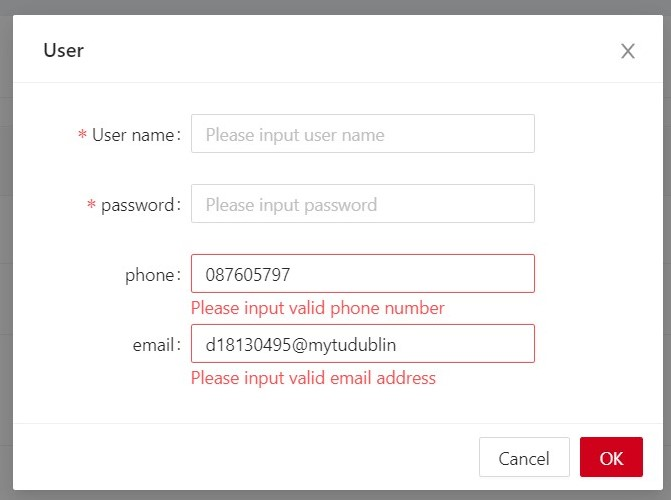 User
* User name: Please input user name
* password: Please input password
phone: 087605797
Please input valid phone number
email: d18130495@mytudublin
Please input valid email address
Cancel OK